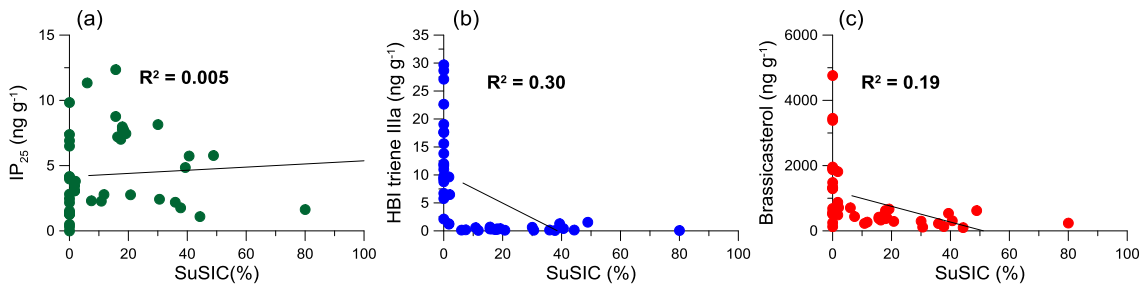 (a)
R² = 0.005
IP₂₅ (ng g⁻¹)
15
10
5
0
0 20 40 60 80 100
SuSIC(%)
(b)
R² = 0.30
HBI triene IIIa (ng g⁻¹)
35
30
25
20
15
10
5
0
0 20 40 60 80 100
SuSIC (%)
(c)
R² = 0.19
Brassicasterol (ng g⁻¹)
6000
4000
2000
0
0 20 40 60 80 100
SuSIC (%)